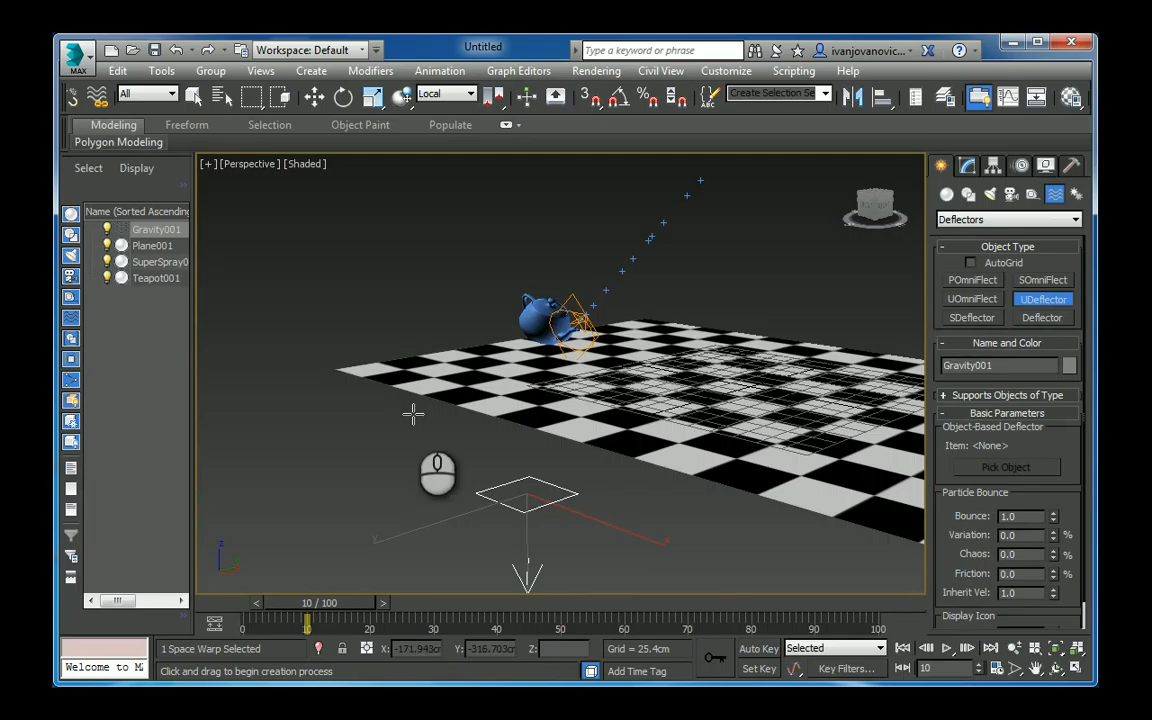 Workspace: Default
Untitled
Type a keyword or phrase
ivanjovanovic...
MAX
Edit Tools Group Views Create Modifiers Animation Graph Editors Rendering Civil View Customize Scripting Help
All
Local
3
%
ABC
Create Selection Se
Modeling Freeform Selection Object Paint Populate
Polygon Modeling
Select Display
Name (Sorted Ascending
Gravity001
Plane001
SuperSpray0
Teapot001
[+] [Perspective] [Shaded]
Deflectors
- Object Type
AutoGrid
POmniFlect SOmniFlect
UOmniFlect UDeflector
SDeflector Deflector
- Name and Color
Gravity001
+ Supports Objects of Type
- Basic Parameters
Object-Based Deflector
Item: <None>
Pick Object
Particle Bounce
Bounce: 1.0
Variation: 0.0 %
Chaos: 0.0 %
Friction: 0.0 %
Inherit Vel: 1.0
Display Icon
z
y
x
0
< 10 / 100 >
0 10 20 30 40 50 60 70 80 90 100
1 Space Warp Selected
X: -171.943cr Y: -316.703cr Z:
Grid = 25.4cm
Auto Key
Selected
Welcome to M
Click and drag to begin creation process
Add Time Tag
Set Key
Key Filters...
10